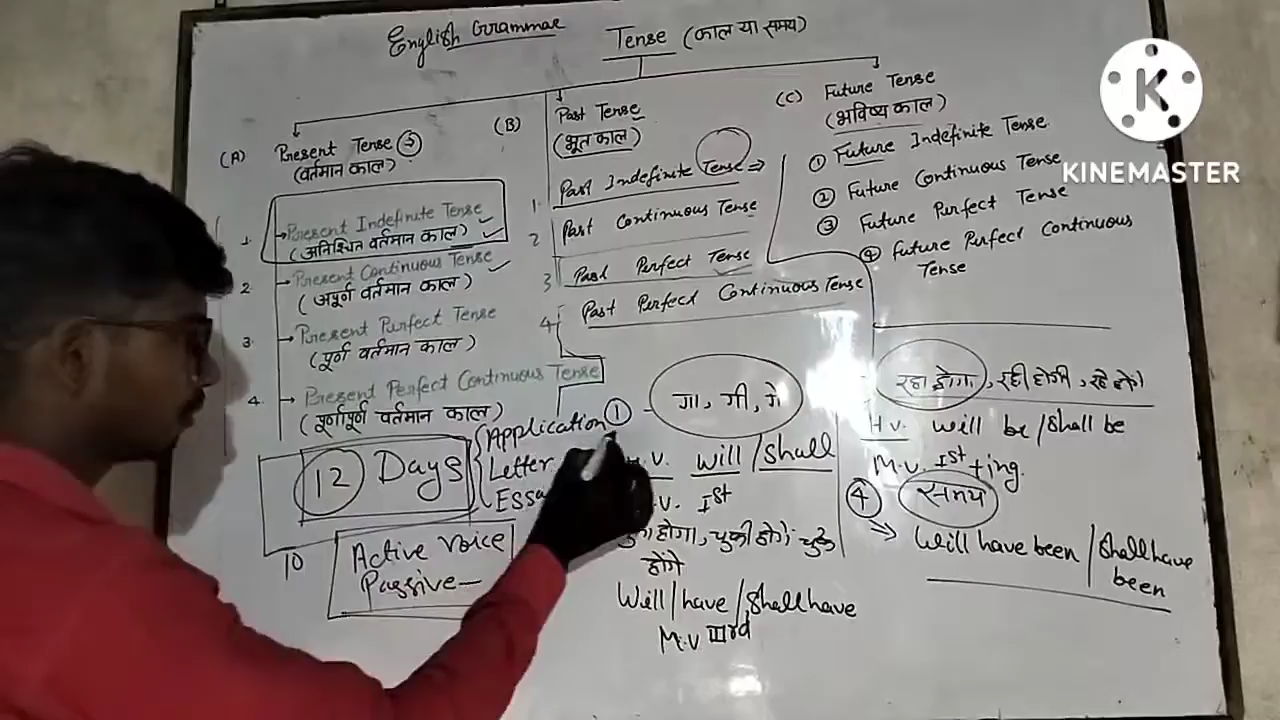 English Grammar
Tense (काल या समय)
(A) Present Tense ③
(वर्तमान काल)
1. Present Indefinite Tense
(अनिश्चित वर्तमान काल)
2 Present Continuous Tense
(अपूर्ण वर्तमान काल)
3. Present Perfect Tense
(पूर्ण वर्तमान काल)
4. Present Perfect Continuous Tense
(पूर्णापूर्ण वर्तमान काल)
(B) Past Tense
(भूत काल)
1. Past Indefinite Tense ⇒
2 Past Continuous Tense
3 Past Perfect Tense
4 Past Perfect Continuous Tense
(C) Future Tense
(भविष्य काल)
① Future Indefinite Tense
② Future Continuous Tense
③ Future Perfect Tense
④ Future Perfect Continuous
Tense
12 Days
Application
Letter
10 Active Voice
Passive
① गा, गी, गे
will/shall
Ist
होगा, चुकी होगी, चुके
होंगे
Will/have/shall have
M.V IIIrd
रहा होगा, रही होगी, रहे होंगे
H.V. will be/shall be
M.V. Ist +ing.
④ समय
⇒ Will have been / shall have
been
K
KINEMASTER